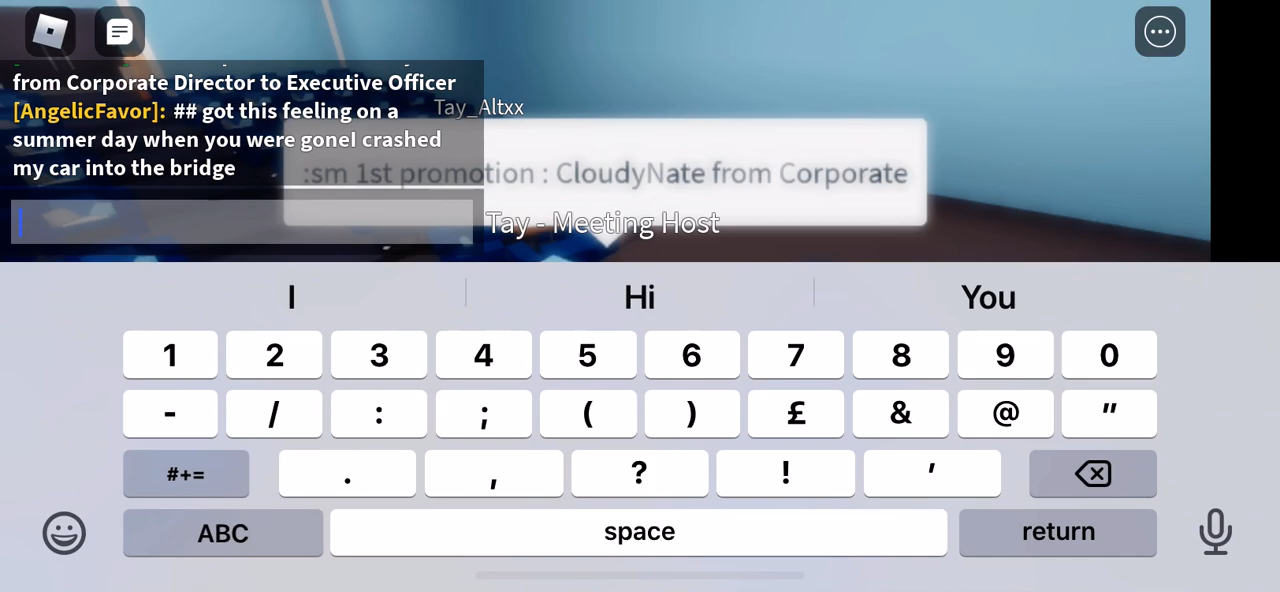 from Corporate Director to Executive Officer
[AngelicFavor]: ## got this feeling on a
summer day when you were goneI crashed
my car into the bridge
Tay_Altxx
:sm 1st promotion : CloudyNate from Corporate
Tay - Meeting Host
I Hi You
1 2 3 4 5 6 7 8 9 0
- / : ; ( ) £ & @ "
#+= . , ? ! '
ABC space return